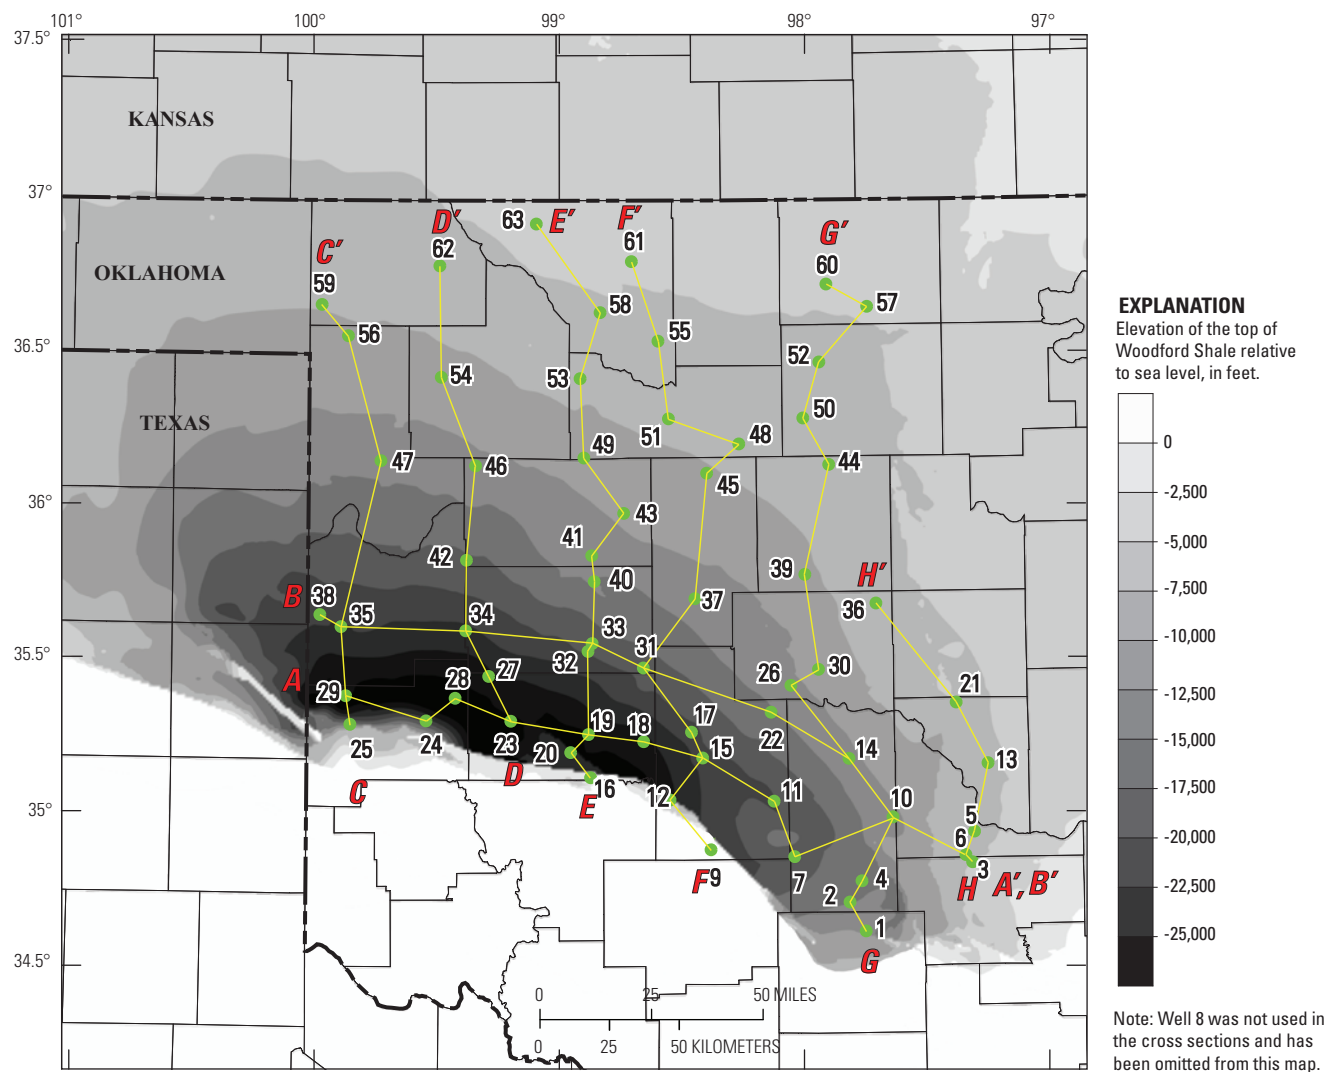 101° 100° 99° 98° 97°
37.5°
KANSAS
37°
D′ 63 E′ F′
C′ 62 61 G′
OKLAHOMA
59 60
57
58
56 55
36.5°
52
54 53
50
TEXAS
51 48
49 44
47 46 45
36°
43
41
42
39
40
H′
B 38 37 36
35 34 33
35.5°
32 31
30
A 27 26
29 28 21
17
19 18
25 24 23 22
20 15 14 13
D
16
C 12 11 10
35°
E 5
6
F 9 7 4 3
H A′, B′
2
1
G
34.5°
0 25 50 MILES
0 25 50 KILOMETERS
EXPLANATION
Elevation of the top of
Woodford Shale relative
to sea level, in feet.
0
-2,500
-5,000
-7,500
-10,000
-12,500
-15,000
-17,500
-20,000
-22,500
-25,000
Note: Well 8 was not used in
the cross sections and has
been omitted from this map.